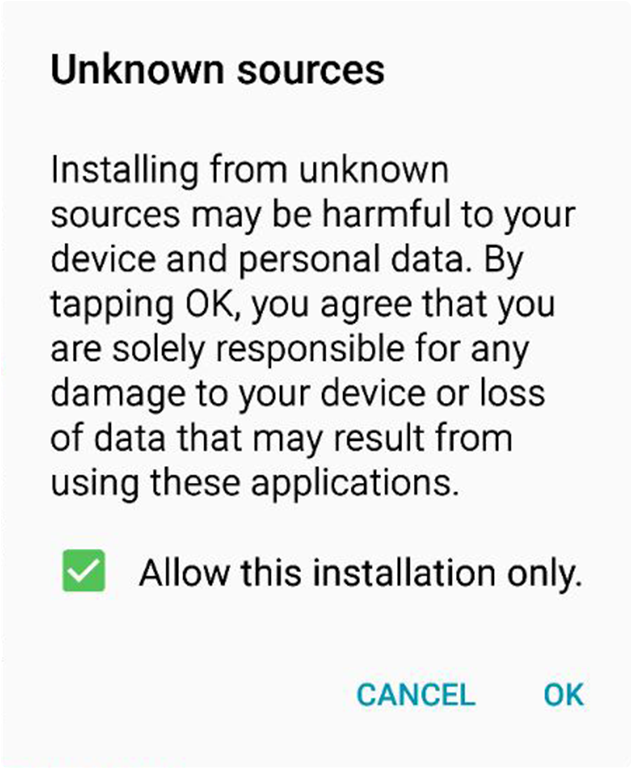 Unknown sources
Installing from unknown
sources may be harmful to your
device and personal data. By
tapping OK, you agree that you
are solely responsible for any
damage to your device or loss
of data that may result from
using these applications.
Allow this installation only.
CANCEL OK